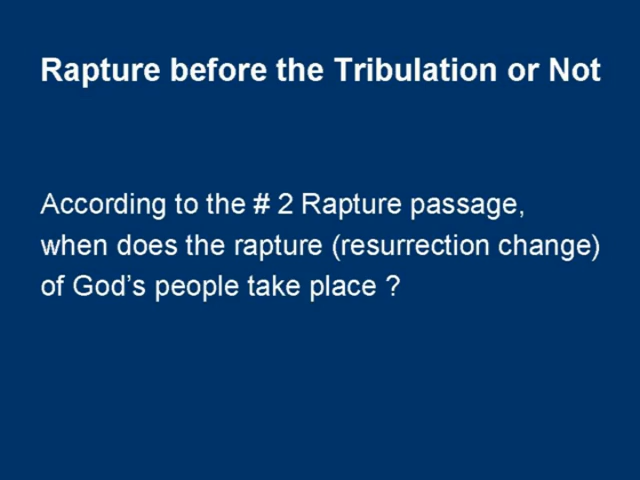 Rapture before the Tribulation or Not
According to the # 2 Rapture passage,
when does the rapture (resurrection change)
of God's people take place ?